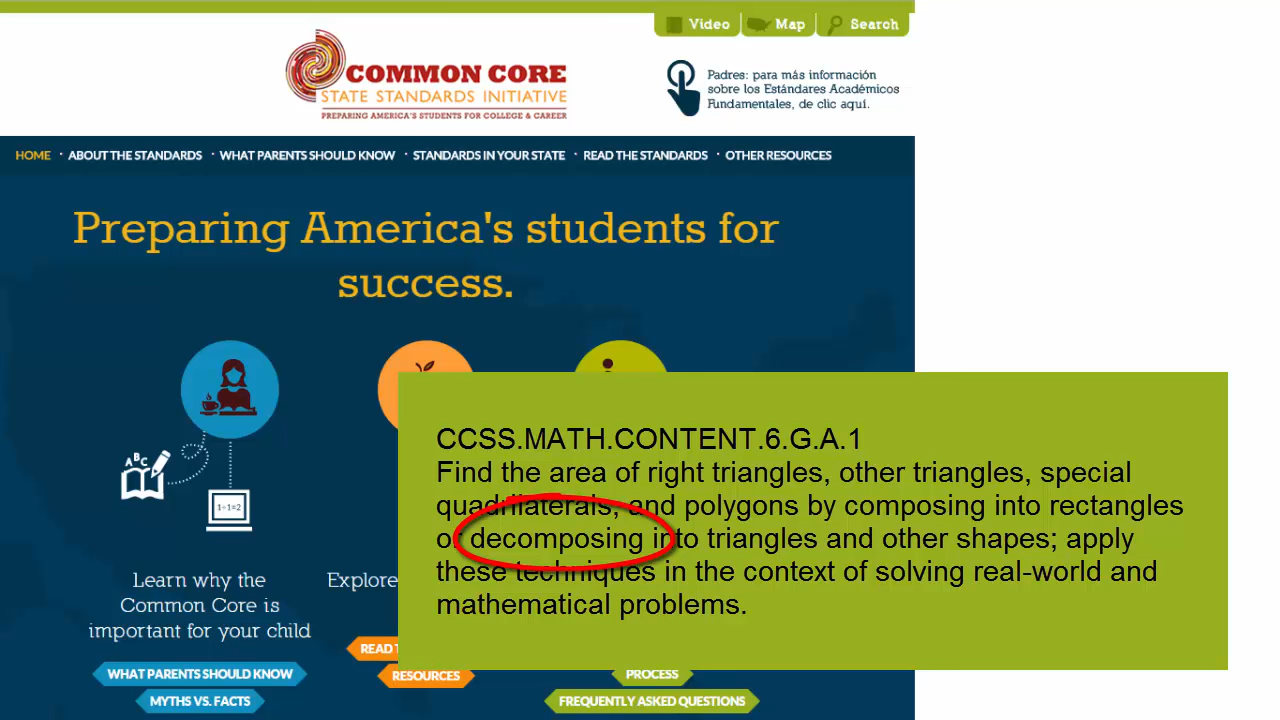 Video
Map
Search
COMMON CORE
STATE STANDARDS INITIATIVE
PREPARING AMERICA'S STUDENTS FOR COLLEGE & CAREER
Padres: para más información
sobre los Estándares Académicos
Fundamentales, de clic aquí.
HOME · ABOUT THE STANDARDS · WHAT PARENTS SHOULD KNOW · STANDARDS IN YOUR STATE · READ THE STANDARDS · OTHER RESOURCES
Preparing America's students for
success.
ABC
1+1=2
CCSS.MATH.CONTENT.6.G.A.1
Find the area of right triangles, other triangles, special
quadrilaterals, and polygons by composing into rectangles
or decomposing into triangles and other shapes; apply
these techniques in the context of solving real-world and
mathematical problems.
Learn why the
Common Core is
important for your child
WHAT PARENTS SHOULD KNOW
MYTHS VS. FACTS
Explore
READ
RESOURCES
PROCESS
FREQUENTLY ASKED QUESTIONS